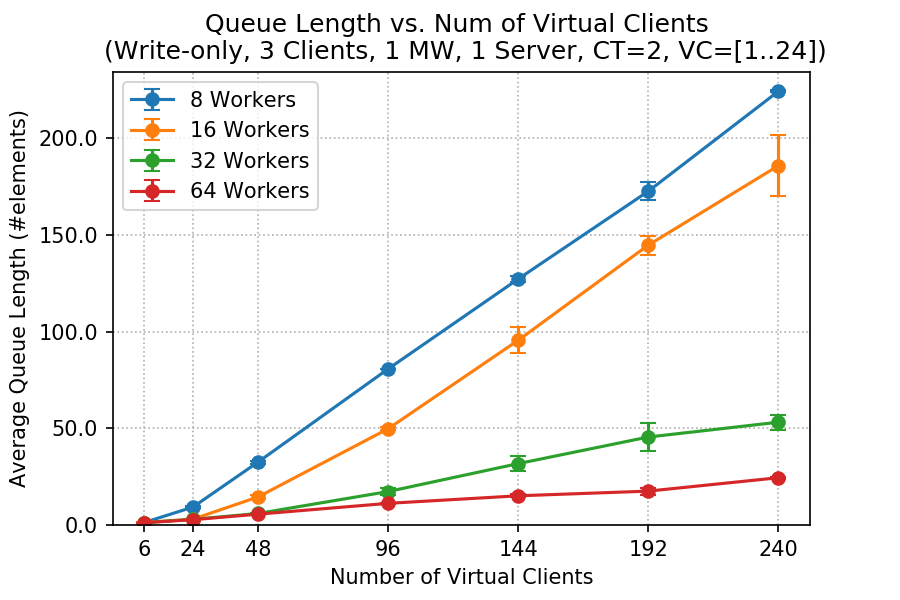 Queue Length vs. Num of Virtual Clients
(Write-only, 3 Clients, 1 MW, 1 Server, CT=2, VC=[1..24])
8 Workers
16 Workers
32 Workers
64 Workers
Average Queue Length (#elements)
200.0
150.0
100.0
50.0
0.0
6 24 48 96 144 192 240
Number of Virtual Clients